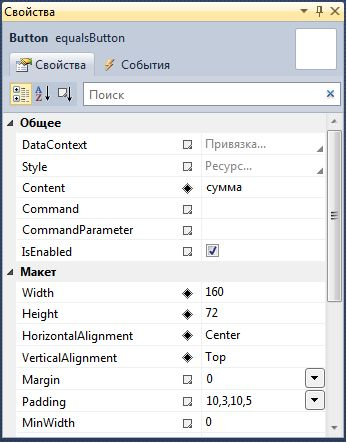 Свойства
Button equalsButton
Свойства События
Поиск
Общее
DataContext Привязка...
Style Ресурс...
Content сумма
Command
CommandParameter
IsEnabled
Макет
Width 160
Height 72
HorizontalAlignment Center
VerticalAlignment Top
Margin 0
Padding 10,3,10,5
MinWidth 0